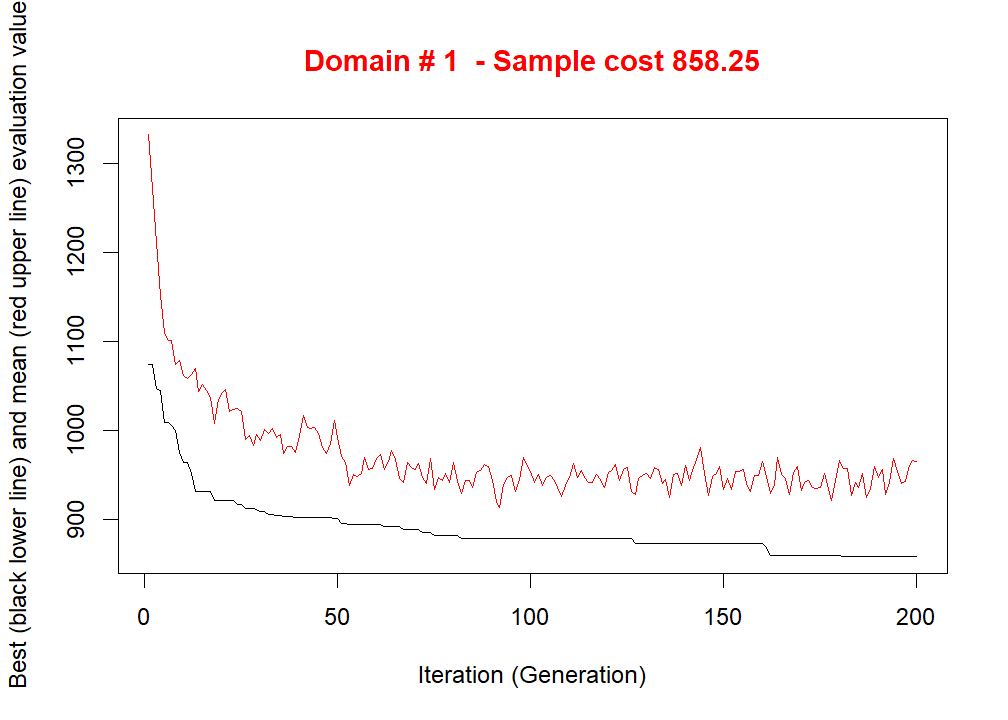 Domain # 1  - Sample cost 858.25
Best (black lower line) and mean (red upper line) evaluation value
1300
1200
1100
1000
900
0 50 100 150 200
Iteration (Generation)